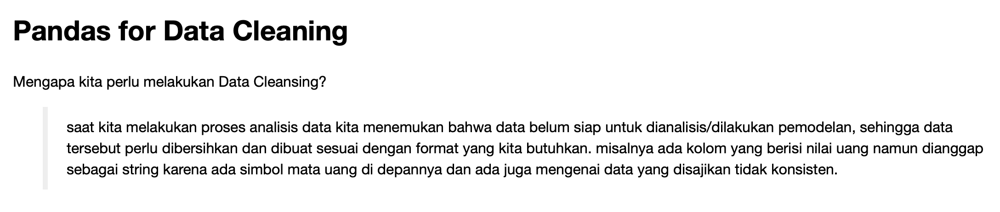 Pandas for Data Cleaning
Mengapa kita perlu melakukan Data Cleansing?
saat kita melakukan proses analisis data kita menemukan bahwa data belum siap untuk dianalisis/dilakukan pemodelan, sehingga data
tersebut perlu dibersihkan dan dibuat sesuai dengan format yang kita butuhkan. misalnya ada kolom yang berisi nilai uang namun dianggap
sebagai string karena ada simbol mata uang di depannya dan ada juga mengenai data yang disajikan tidak konsisten.